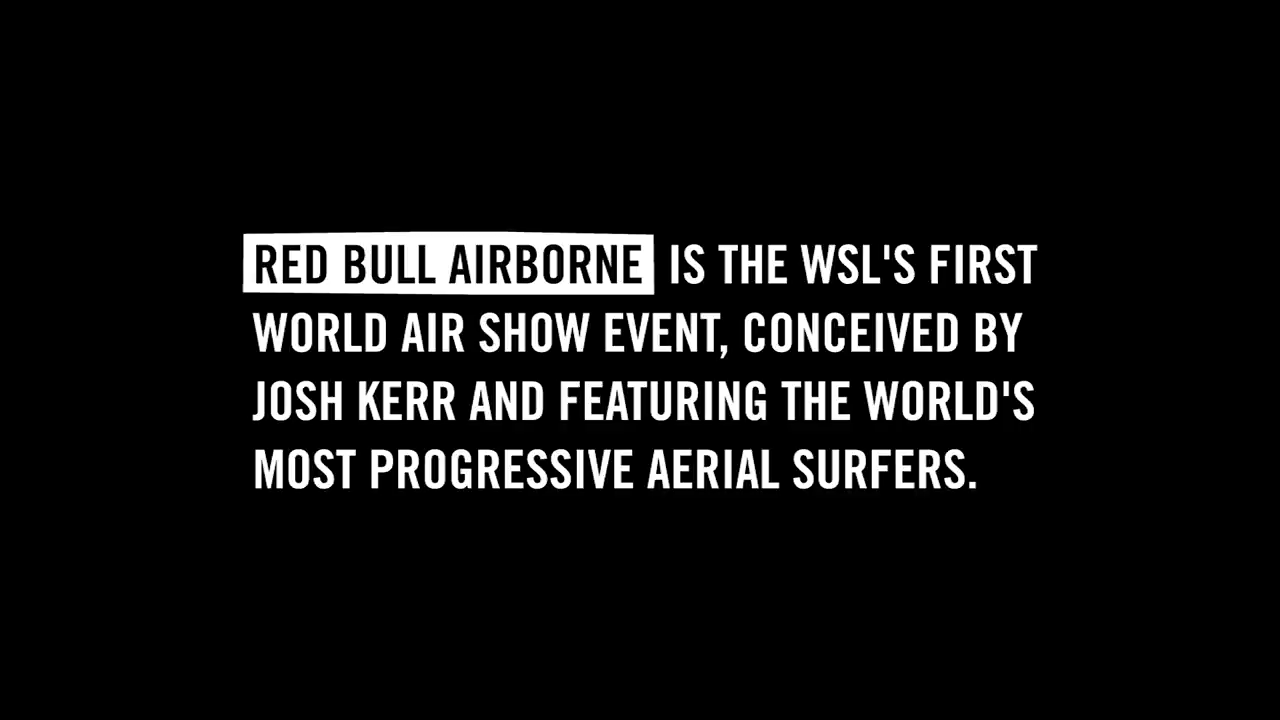 RED BULL AIRBORNE IS THE WSL'S FIRST
WORLD AIR SHOW EVENT, CONCEIVED BY
JOSH KERR AND FEATURING THE WORLD'S
MOST PROGRESSIVE AERIAL SURFERS.